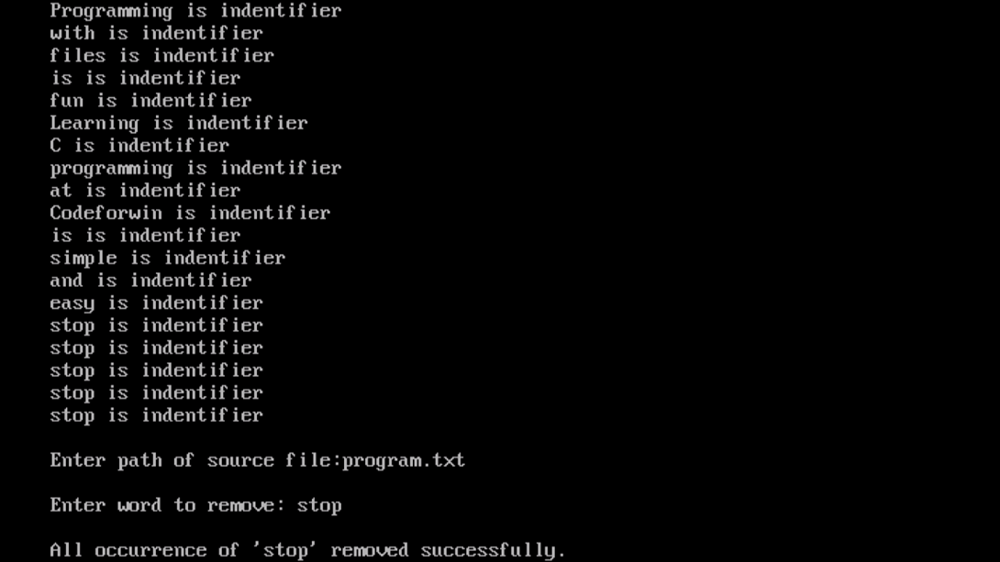 Programming is indentifier
with is indentifier
files is indentifier
is is indentifier
fun is indentifier
Learning is indentifier
C is indentifier
programming is indentifier
at is indentifier
Codeforwin is indentifier
is is indentifier
simple is indentifier
and is indentifier
easy is indentifier
stop is indentifier
stop is indentifier
stop is indentifier
stop is indentifier
stop is indentifier
Enter path of source file:program.txt
Enter word to remove: stop
All occurrence of 'stop' removed successfully.